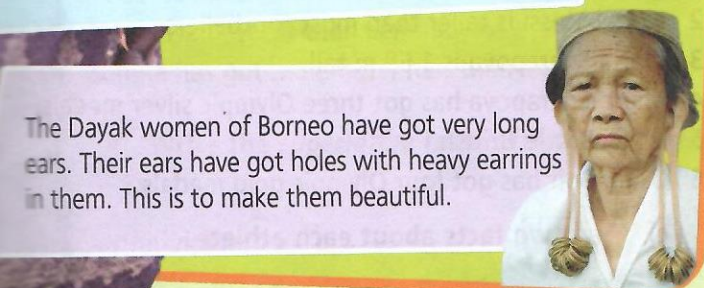 The Dayak women of Borneo have got very long
ears. Their ears have got holes with heavy earrings
in them. This is to make them beautiful.